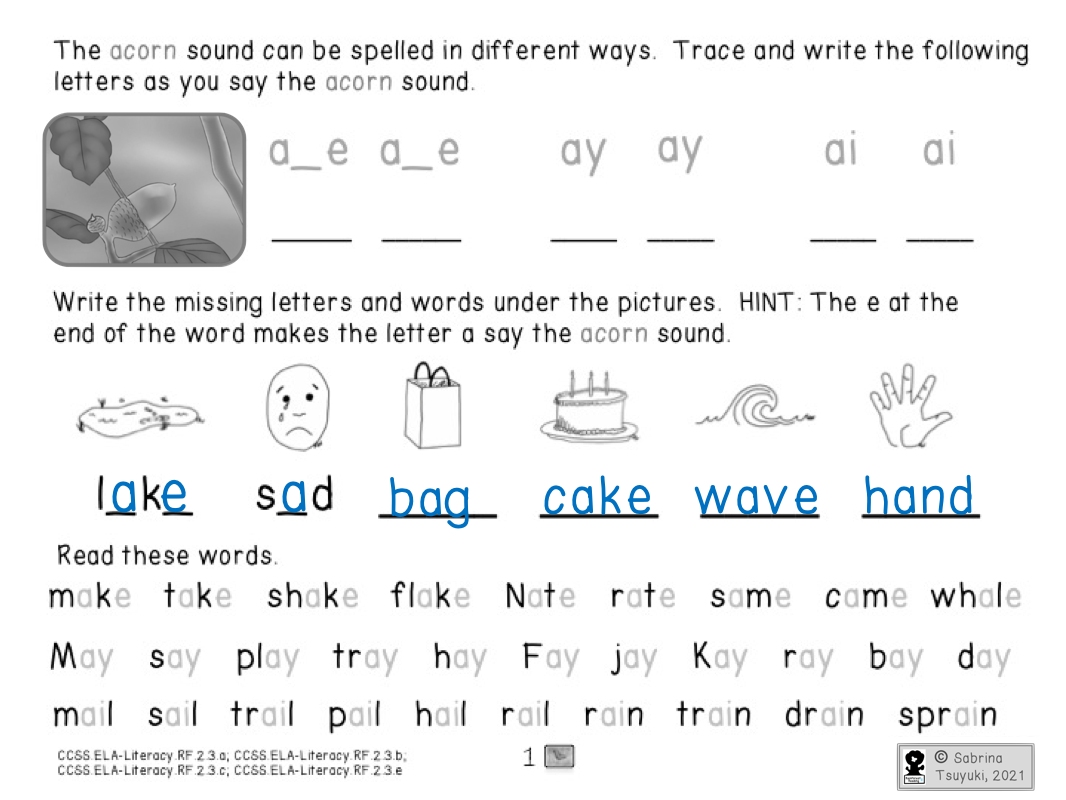 The acorn sound can be spelled in different ways. Trace and write the following
letters as you say the acorn sound.
a_e a_e ay ay ai ai
Write the missing letters and words under the pictures. HINT: The e at the
end of the word makes the letter a say the acorn sound.
lake sad bag cake wave hand
Read these words.
make take shake flake Nate rate same came whale
May say play tray hay Fay jay Kay ray bay day
mail sail trail pail hail rail rain train drain sprain
CCSS.ELA-Literacy.RF.2.3.a; CCSS.ELA-Literacy.RF.2.3.b;
CCSS.ELA-Literacy.RF.2.3.c; CCSS.ELA-Literacy.RF.2.3.e
1
© Sabrina
Tsuyuki, 2021